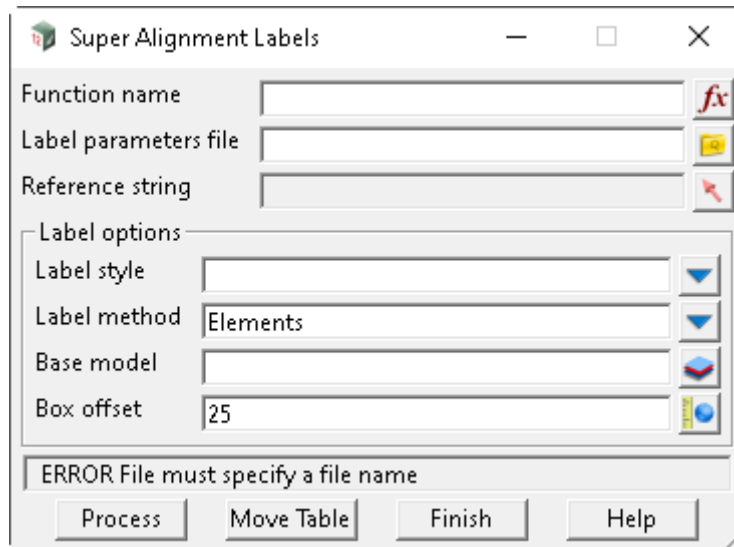 Super Alignment Labels
Function name
fx
Label parameters file
Reference string
Label options
Label style
Label method Elements
Base model
Box offset 25
ERROR File must specify a file name
Process Move Table Finish Help